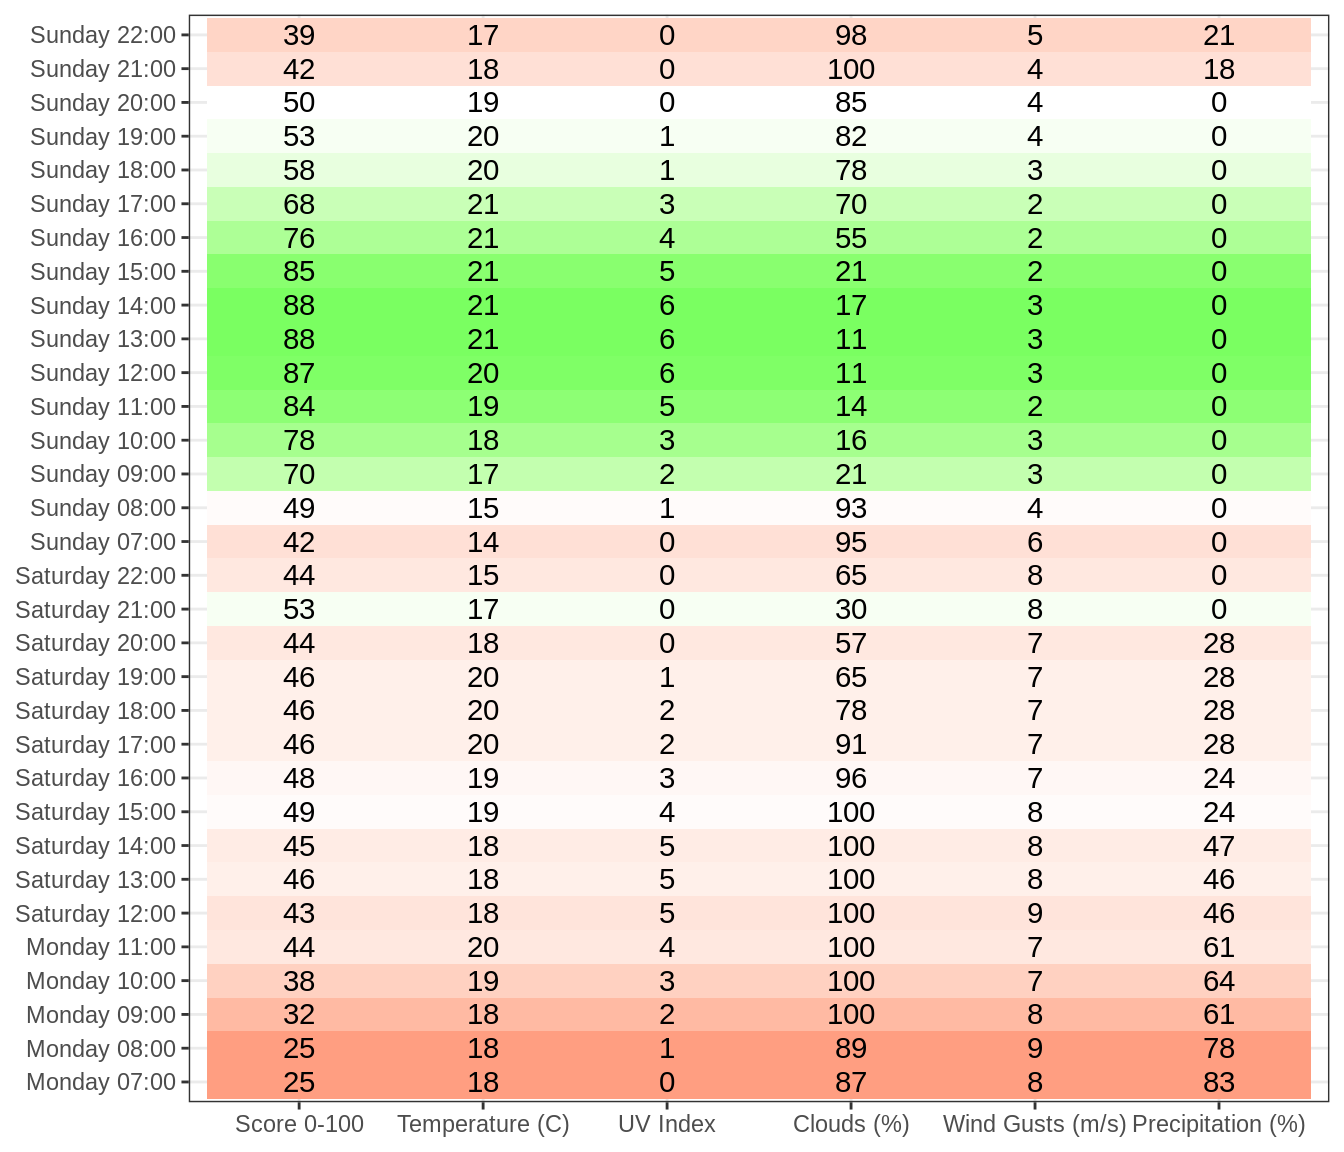 Sunday 22:00 39 17 0 98 5 21
Sunday 21:00 42 18 0 100 4 18
Sunday 20:00 50 19 0 85 4 0
Sunday 19:00 53 20 1 82 4 0
Sunday 18:00 58 20 1 78 3 0
Sunday 17:00 68 21 3 70 2 0
Sunday 16:00 76 21 4 55 2 0
Sunday 15:00 85 21 5 21 2 0
Sunday 14:00 88 21 6 17 3 0
Sunday 13:00 88 21 6 11 3 0
Sunday 12:00 87 20 6 11 3 0
Sunday 11:00 84 19 5 14 2 0
Sunday 10:00 78 18 3 16 3 0
Sunday 09:00 70 17 2 21 3 0
Sunday 08:00 49 15 1 93 4 0
Sunday 07:00 42 14 0 95 6 0
Saturday 22:00 44 15 0 65 8 0
Saturday 21:00 53 17 0 30 8 0
Saturday 20:00 44 18 0 57 7 28
Saturday 19:00 46 20 1 65 7 28
Saturday 18:00 46 20 2 78 7 28
Saturday 17:00 46 20 2 91 7 28
Saturday 16:00 48 19 3 96 7 24
Saturday 15:00 49 19 4 100 8 24
Saturday 14:00 45 18 5 100 8 47
Saturday 13:00 46 18 5 100 8 46
Saturday 12:00 43 18 5 100 9 46
Monday 11:00 44 20 4 100 7 61
Monday 10:00 38 19 3 100 7 64
Monday 09:00 32 18 2 100 8 61
Monday 08:00 25 18 1 89 9 78
Monday 07:00 25 18 0 87 8 83
Score 0-100 Temperature (C) UV Index Clouds (%) Wind Gusts (m/s) Precipitation (%)